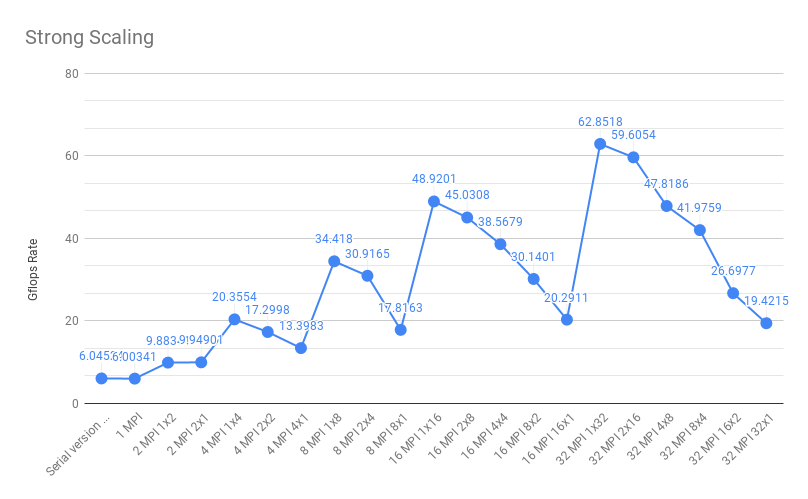 Strong Scaling
Gflops Rate
80
60
40
20
0
6.00341
20.3554
17.2998
13.3983
34.418
30.9165
17.8163
48.9201
45.0308
38.5679
30.1401
20.2911
62.8518
59.6054
47.8186
41.9759
26.6977
19.4215
Serial version ...
1 MPI
2 MPI 1x2
2 MPI 2x1
4 MPI 1x4
4 MPI 2x2
4 MPI 4x1
8 MPI 1x8
8 MPI 2x4
8 MPI 8x1
16 MPI 1x16
16 MPI 2x8
16 MPI 4x4
16 MPI 8x2
16 MPI 16x1
32 MPI 1x32
32 MPI 2x16
32 MPI 4x8
32 MPI 8x4
32 MPI 16x2
32 MPI 32x1